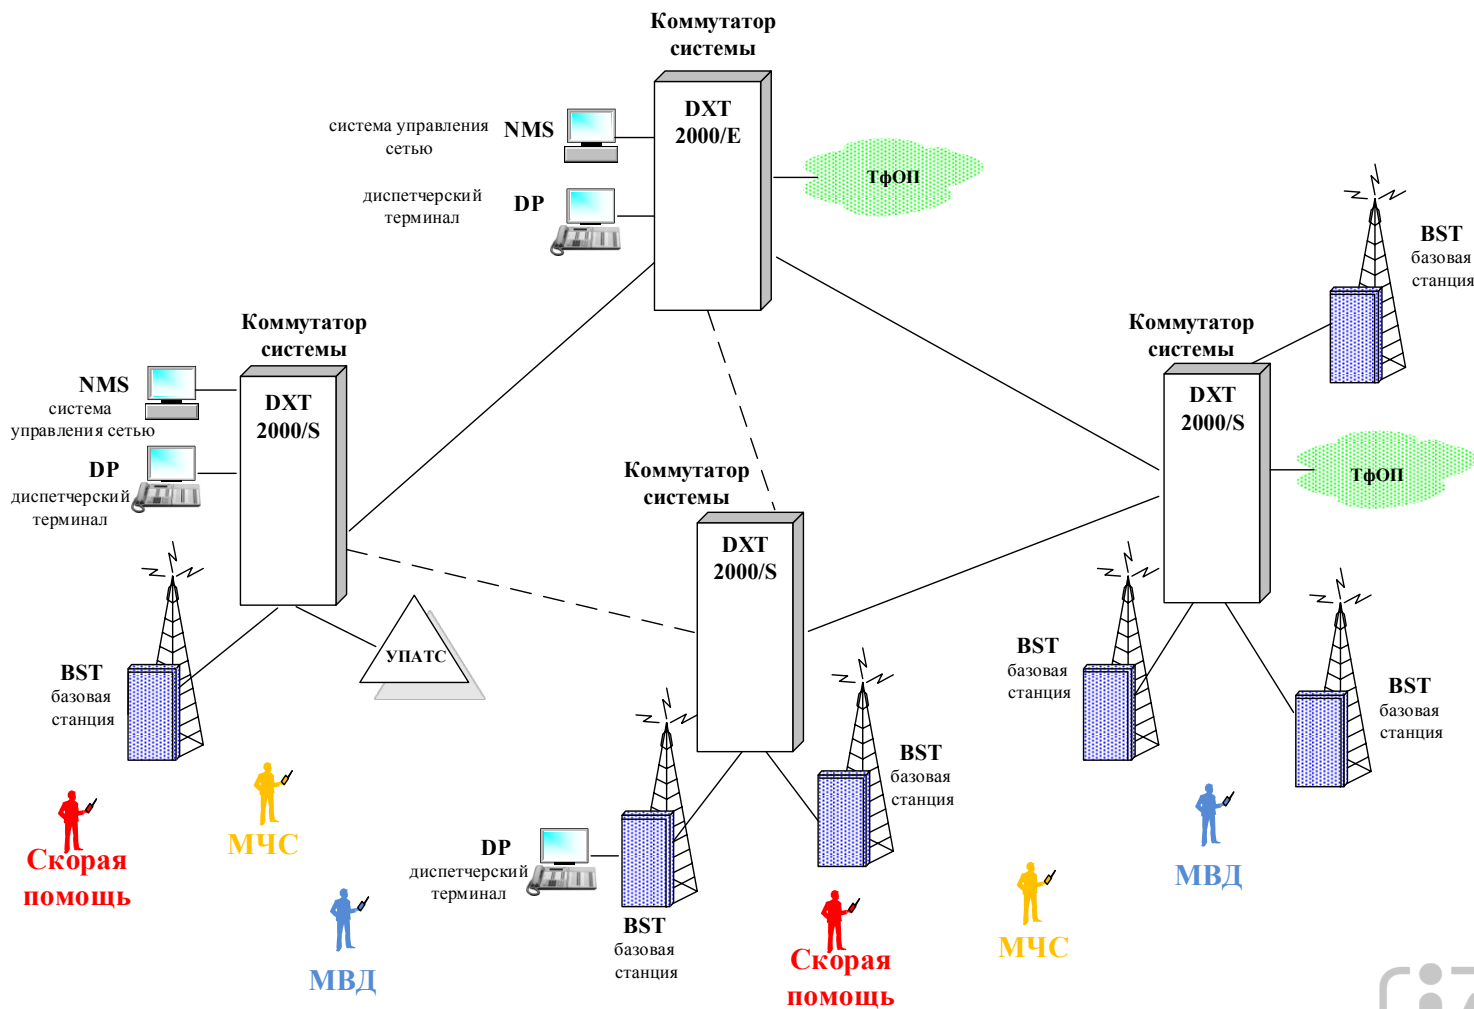 Коммутатор
системы
DXT
2000/E
система управления
сетью
NMS
диспетчерский
терминал
DP
ТфОП
BST
базовая
станция
Коммутатор
системы
DXT
2000/S
NMS
система
управления сетью
DP
диспетчерский
терминал
Коммутатор
системы
DXT
2000/S
ТфОП
Коммутатор
системы
DXT
2000/S
BST
базовая
станция
УПАТС
BST
базовая
станция
BST
базовая
станция
BST
базовая
станция
DP
диспетчерский
терминал
BST
базовая
станция
Скорая
помощь
МЧС
МВД
Скорая
помощь
МЧС
МВД